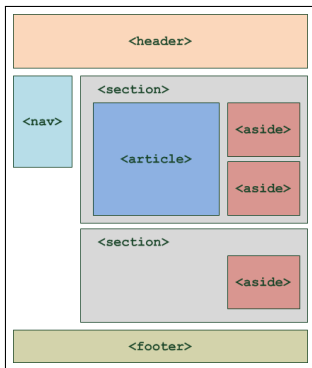 <header>
<nav>
<section>
<article>
<aside>
<aside>
<section>
<aside>
<footer>